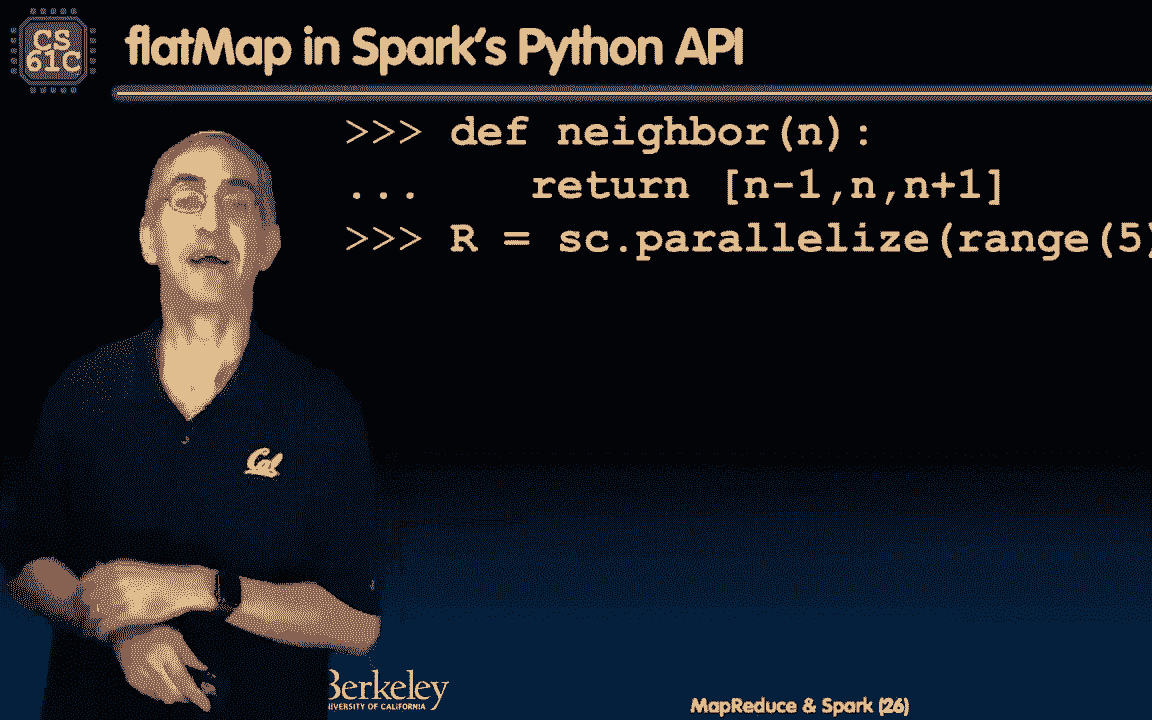 CS
61C
flatMap in Spark's Python API
>>> def neighbor(n):
...    return [n-1,n,n+1]
>>> R = sc.parallelize(range(5)
Cal
Berkeley
UNIVERSITY OF CALIFORNIA
MapReduce & Spark (26)